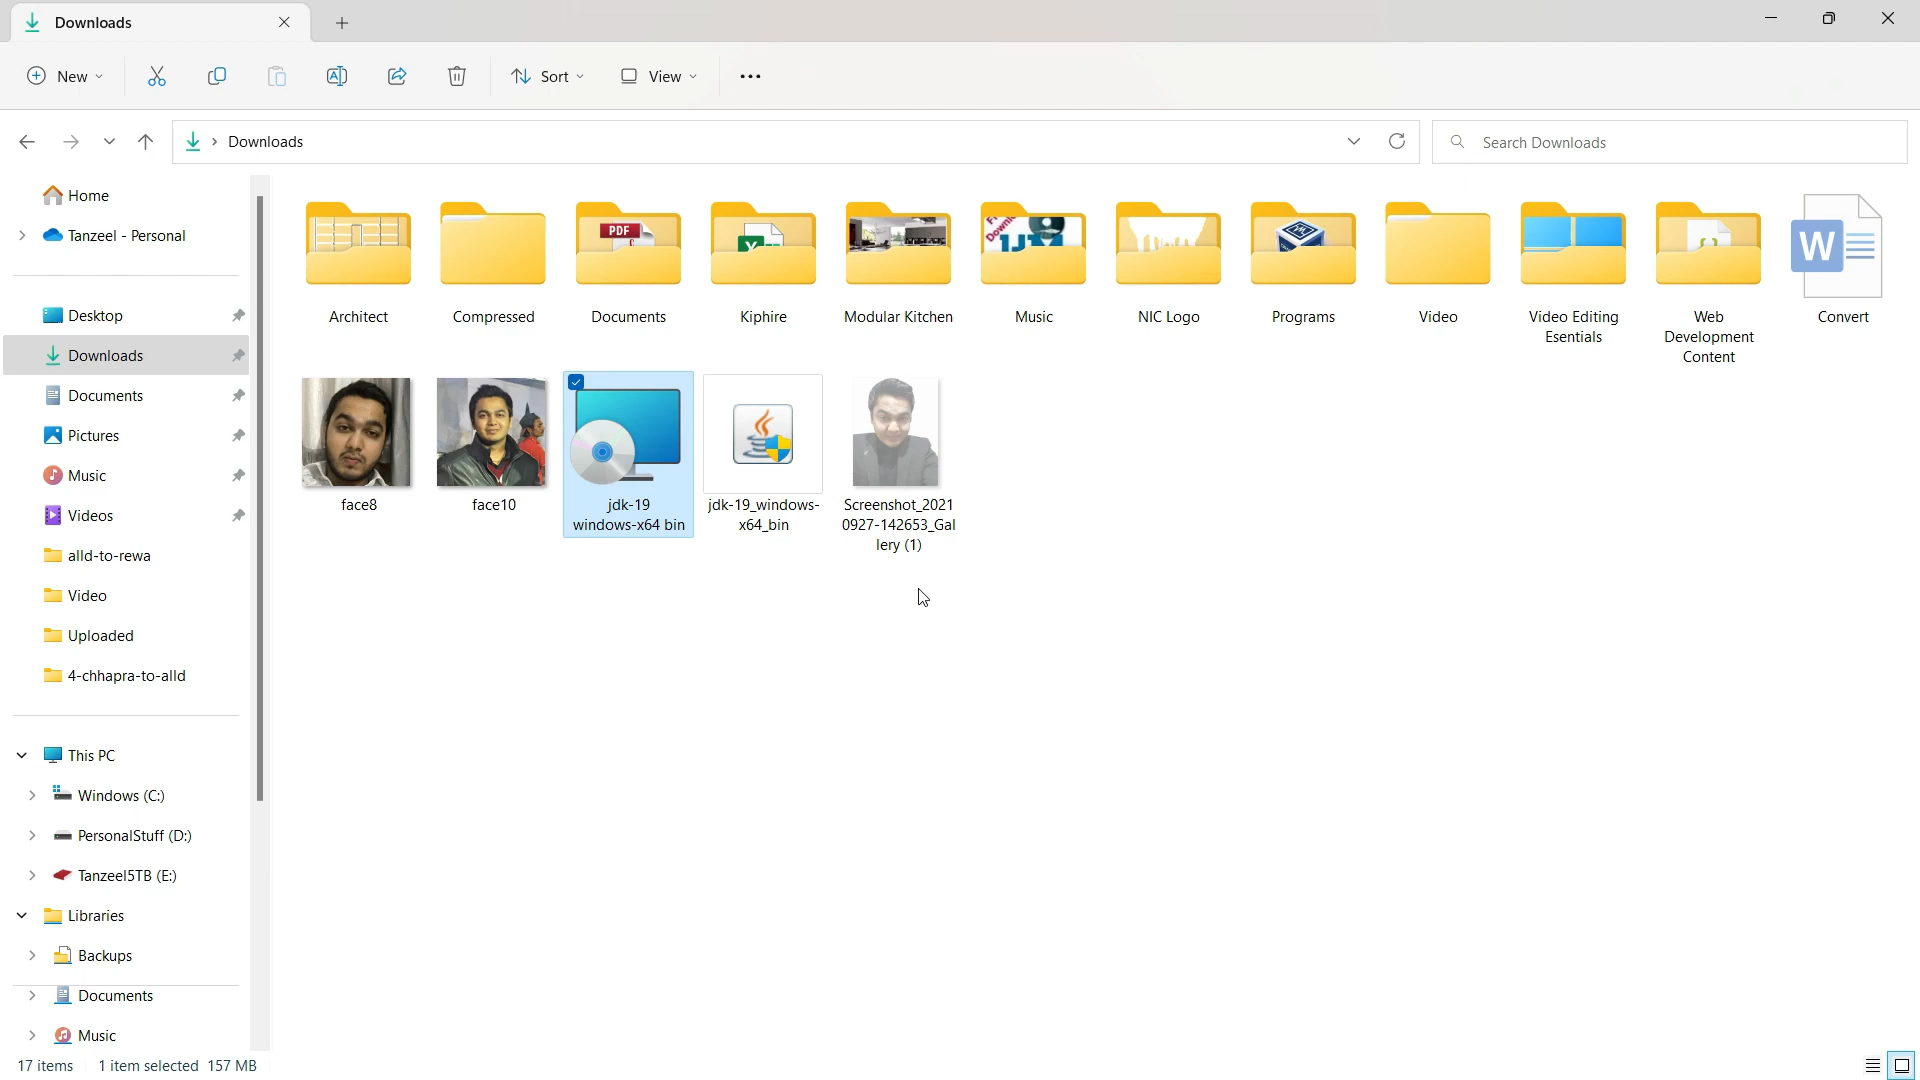 Downloads
New
Sort
View
Downloads
Search Downloads
Home
Tanzeel - Personal
Desktop
Downloads
Documents
Pictures
Music
Videos
alld-to-rewa
Video
Uploaded
4-chhapra-to-alld
This PC
Windows (C:)
PersonalStuff (D:)
Tanzeel5TB (E:)
Libraries
Backups
Documents
Music
Architect
Compressed
PDF
Documents
Kiphire
Modular Kitchen
Music
NIC Logo
Programs
Video
Video Editing
Esentials
Web
Development
Content
W
Convert
face8
face10
jdk-19
windows-x64 bin
jdk-19_windows-
x64_bin
Screenshot_2021
0927-142653_Gal
lery (1)
17 items
1 item selected
157 MB